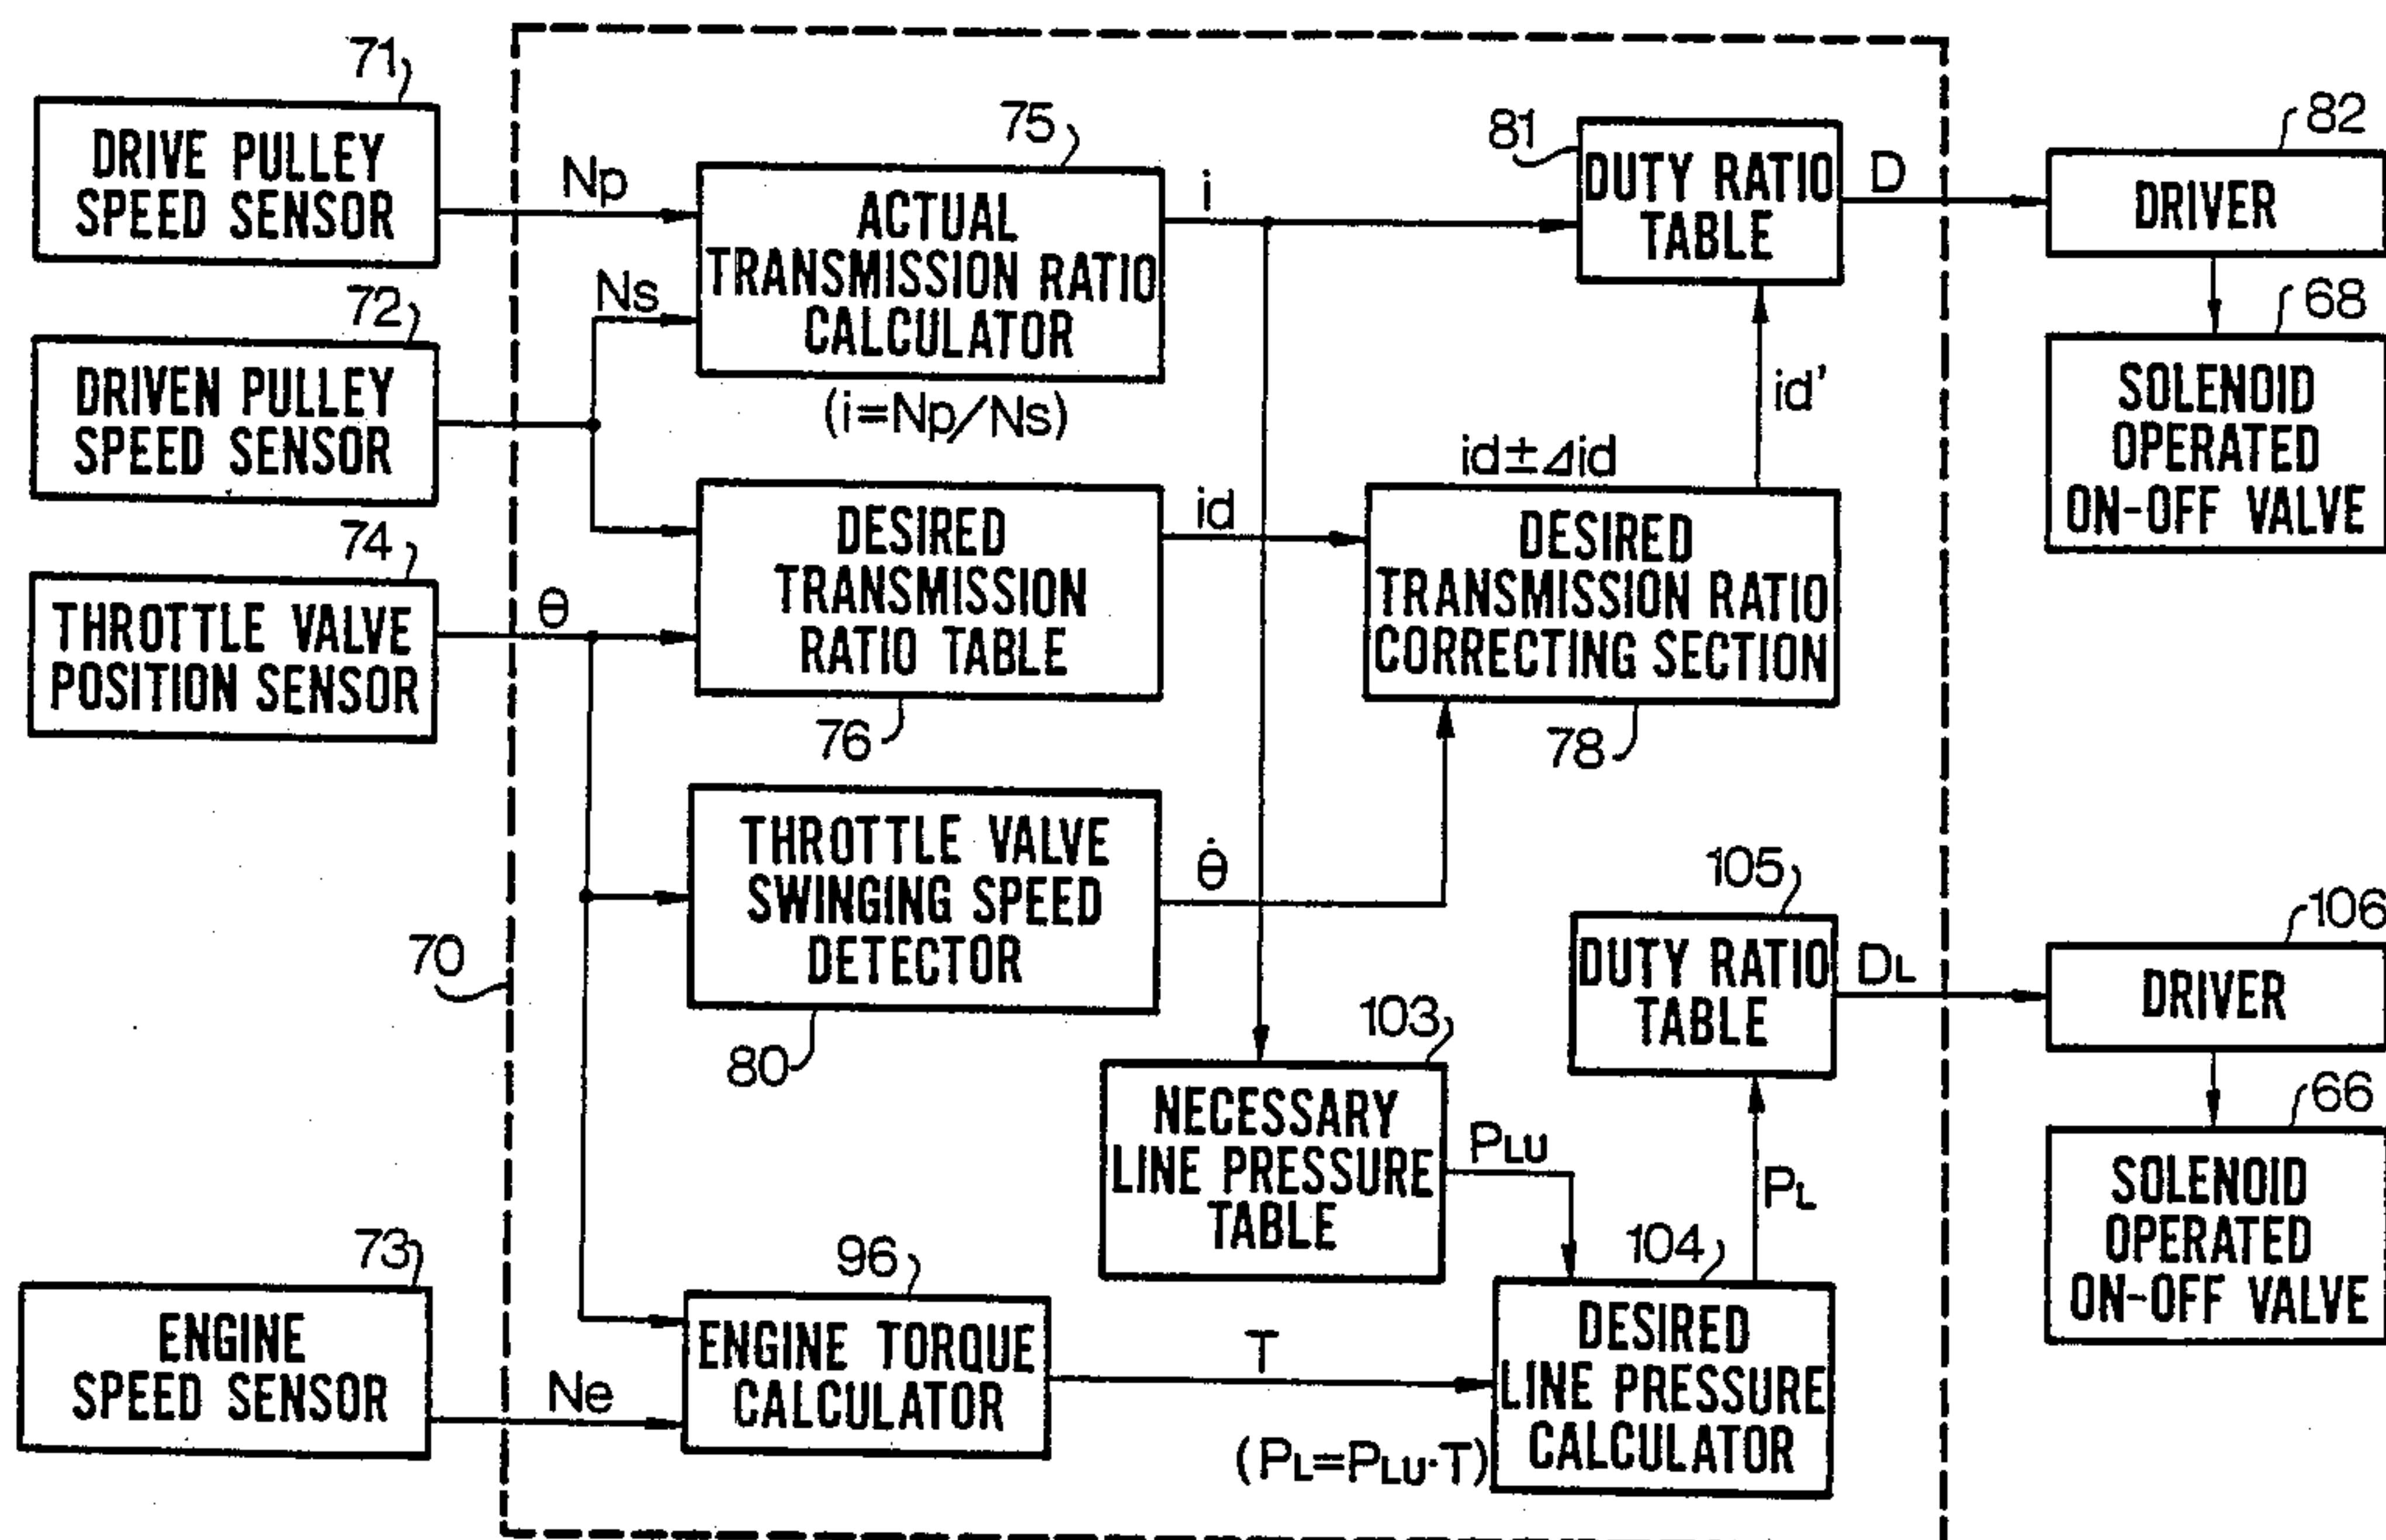 71
DRIVE PULLEY
SPEED SENSOR
72
DRIVEN PULLEY
SPEED SENSOR
74
THROTTLE VALVE
POSITION SENSOR
73
ENGINE
SPEED SENSOR
70
Np
Ns
θ
Ne
75
ACTUAL
TRANSMISSION RATIO
CALCULATOR
(i=Np/Ns)
i
DESIRED
TRANSMISSION
RATIO TABLE
76
id
THROTTLE VALVE
SWINGING SPEED
DETECTOR
80
θ̇
96
ENGINE TORQUE
CALCULATOR
T
81
DUTY RATIO
TABLE
D
id'
id±Δid
DESIRED
TRANSMISSION RATIO
CORRECTING SECTION
78
103
NECESSARY
LINE PRESSURE
TABLE
PLU
105
DUTY RATIO
TABLE
DL
PL
104
DESIRED
LINE PRESSURE
CALCULATOR
(PL=PLU·T)
82
DRIVER
68
SOLENOID
OPERATED
ON-OFF VALVE
106
DRIVER
66
SOLENOID
OPERATED
ON-OFF VALVE